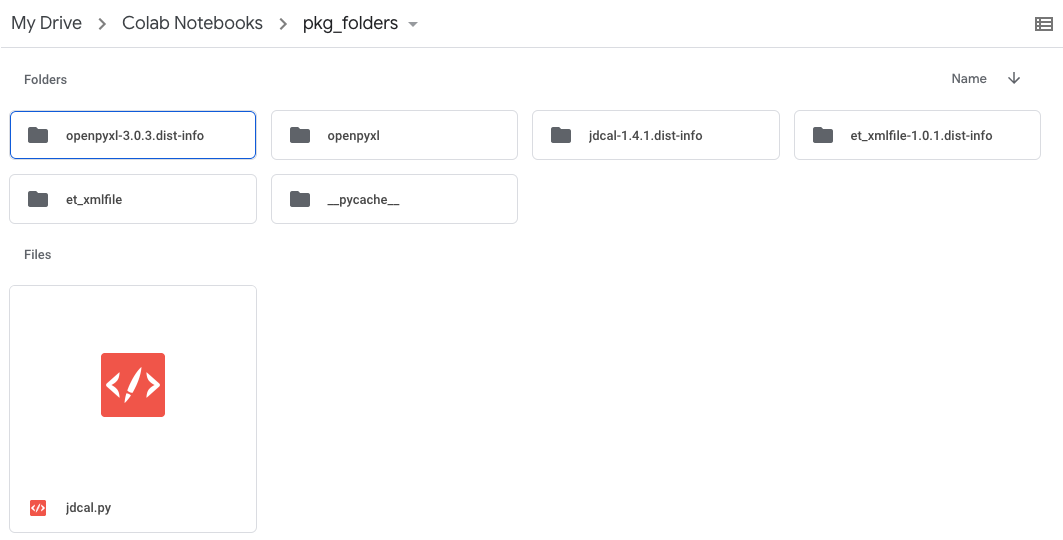 My Drive > Colab Notebooks > pkg_folders
Folders
Name
openpyxl-3.0.3.dist-info
openpyxl
jdcal-1.4.1.dist-info
et_xmlfile-1.0.1.dist-info
et_xmlfile
__pycache__
Files
jdcal.py